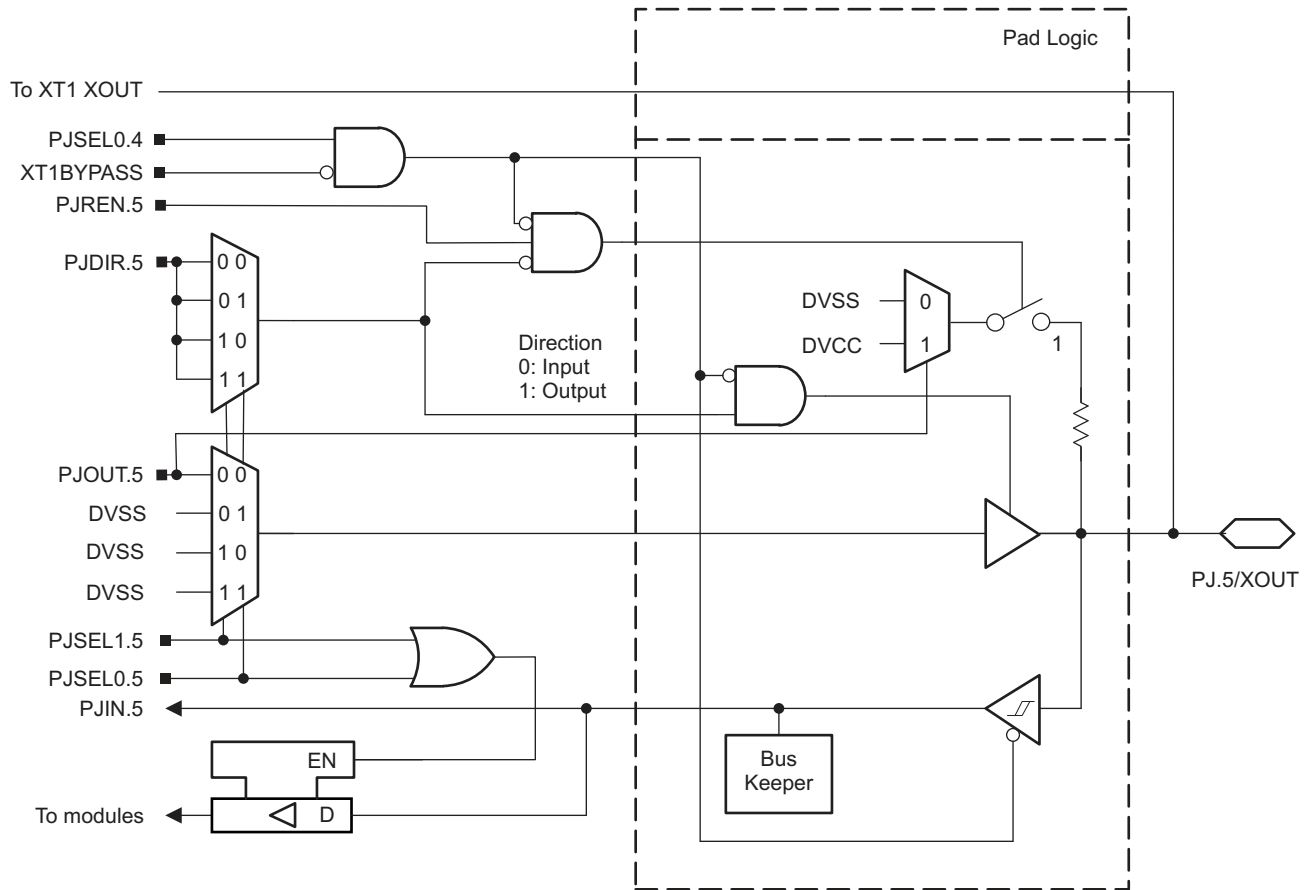 Pad Logic
To XT1 XOUT
PJSEL0.4
XT1BYPASS
PJREN.5
PJDIR.5
0 0
0 1
1 0
1 1
Direction
0: Input
1: Output
DVSS
0
DVCC
1
1
PJOUT.5
0 0
DVSS
0 1
DVSS
1 0
DVSS
1 1
PJ.5/XOUT
PJSEL1.5
PJSEL0.5
PJIN.5
EN
Bus
Keeper
To modules
D